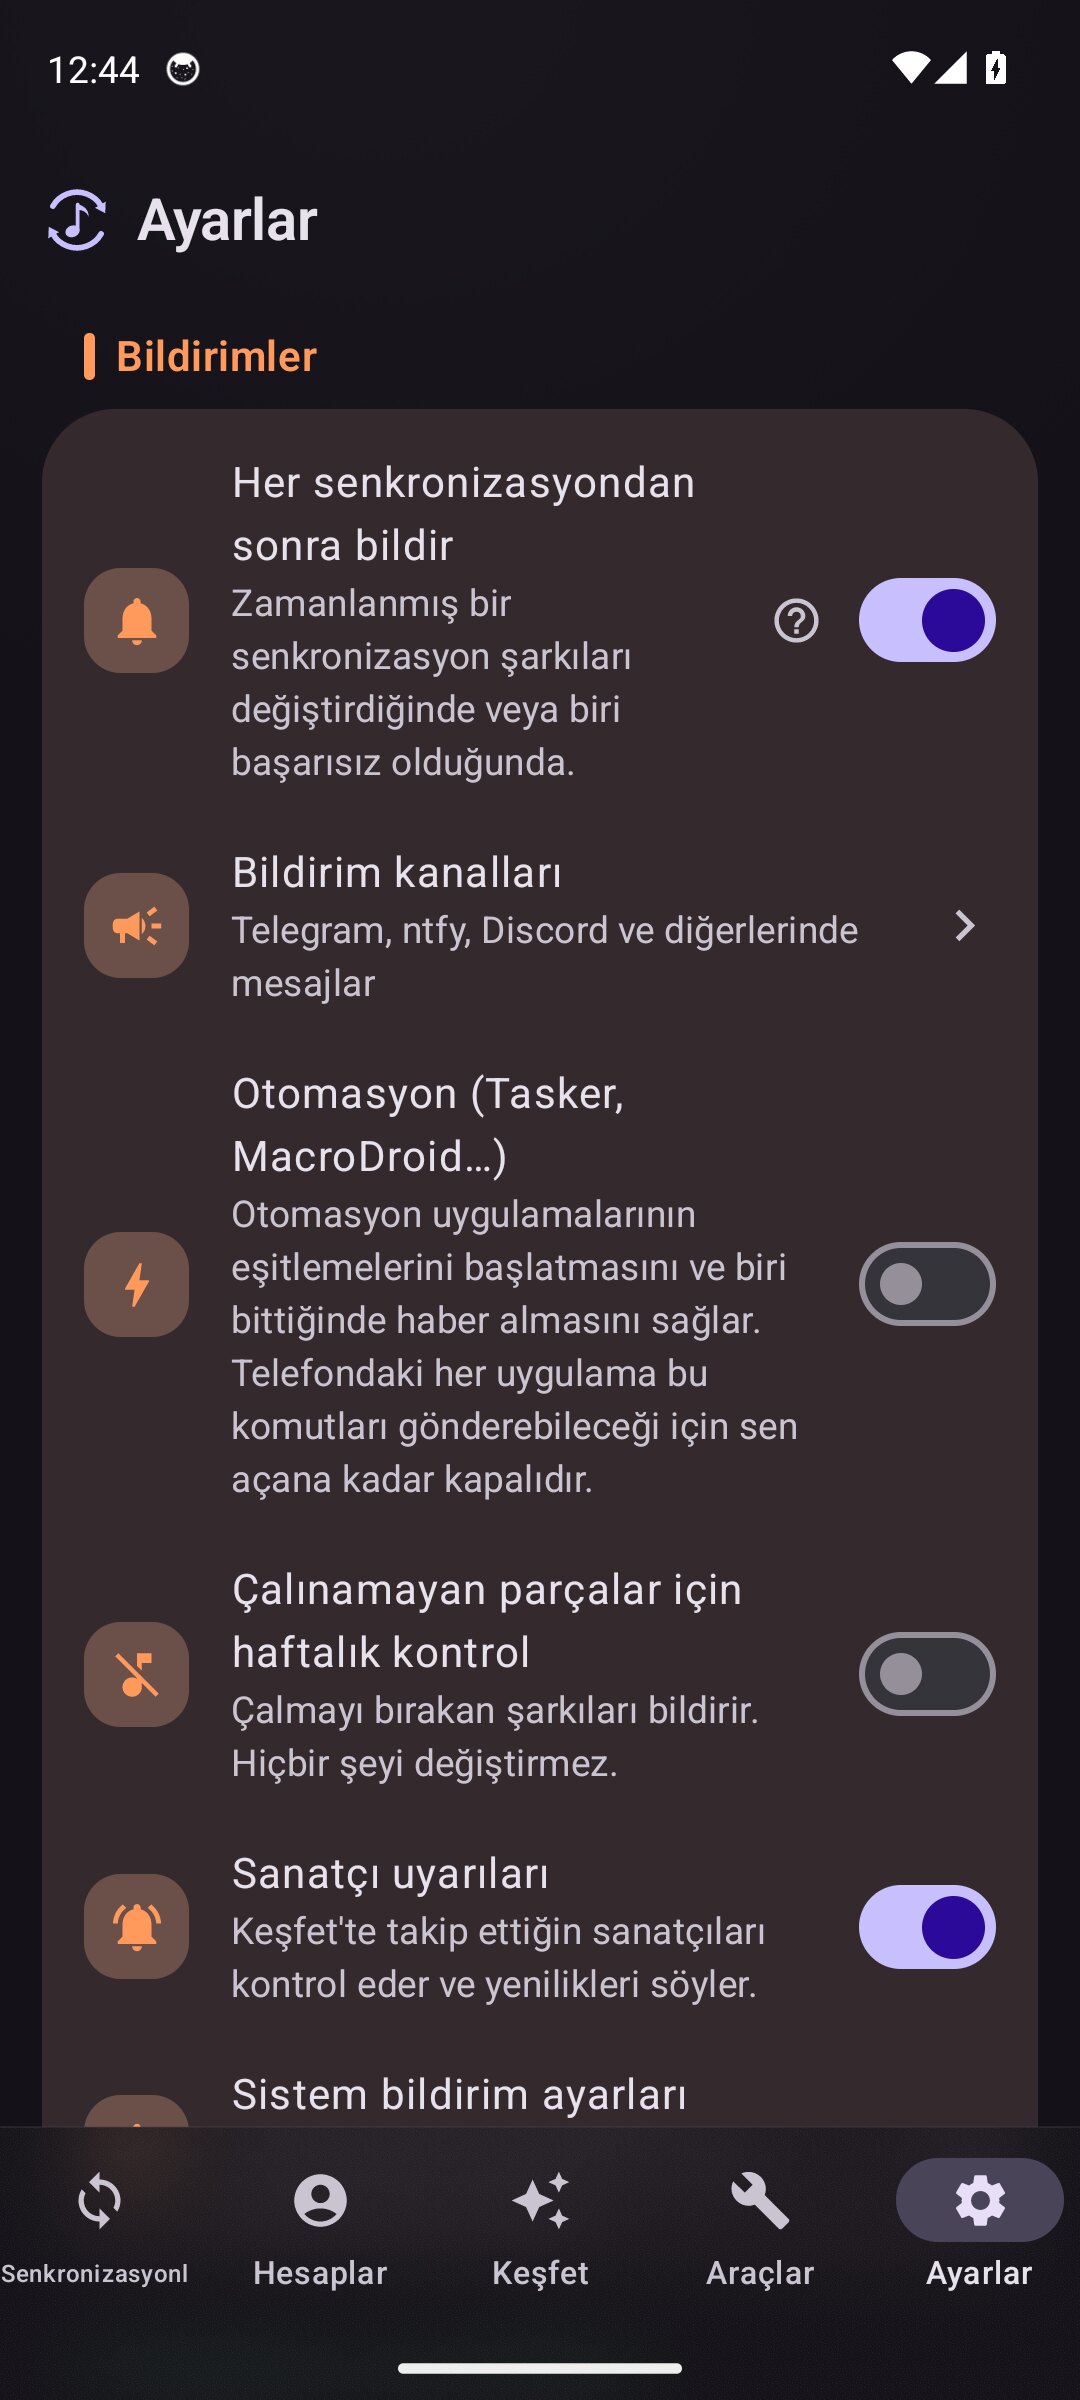 12:44
Ayarlar
Bildirimler
Her senkronizasyondan
sonra bildir
Zamanlanmış bir
senkronizasyon şarkıları
değiştirdiğinde veya biri
başarısız olduğunda.
Bildirim kanalları
Telegram, ntfy, Discord ve diğerlerinde
mesajlar
Otomasyon (Tasker,
MacroDroid…)
Otomasyon uygulamalarının
eşitlemelerini başlatmasını ve biri
bittiğinde haber almasını sağlar.
Telefondaki her uygulama bu
komutları gönderebileceği için sen
açana kadar kapalıdır.
Çalınamayan parçalar için
haftalık kontrol
Çalmayı bırakan şarkıları bildirir.
Hiçbir şeyi değiştirmez.
Sanatçı uyarıları
Keşfet'te takip ettiğin sanatçıları
kontrol eder ve yenilikleri söyler.
Sistem bildirim ayarları
Senkronizasyonl
Hesaplar
Keşfet
Araçlar
Ayarlar